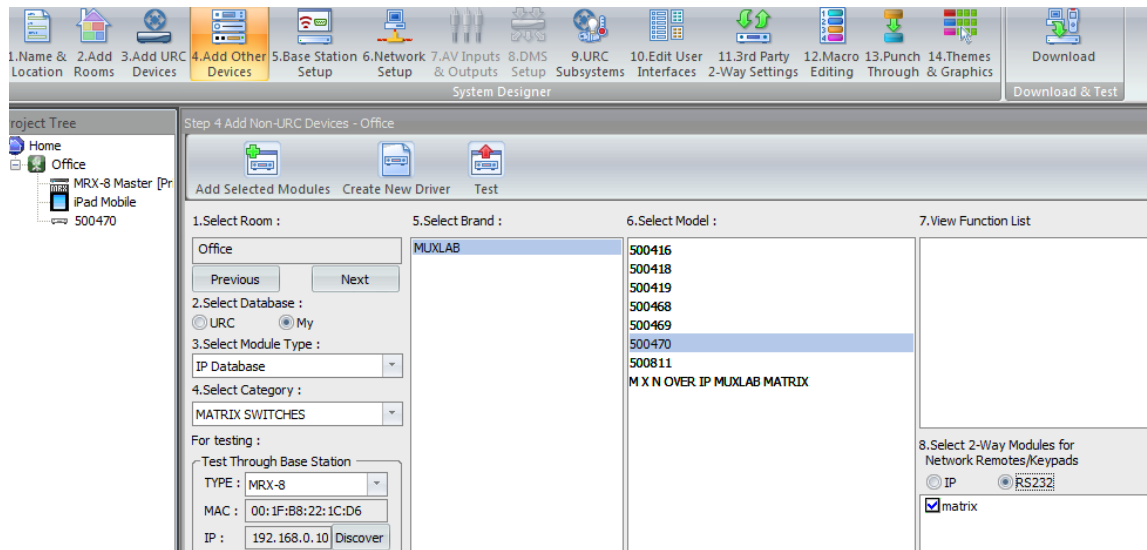 1.Name & 2.Add 3.Add URC 4.Add Other 5.Base Station 6.Network 7.AV Inputs 8.DMS 9.URC 10.Edit User 11.3rd Party 12.Macro 13.Punch 14.Themes Download
Location Rooms Devices Devices Setup Setup & Outputs Setup Subsystems Interfaces 2-Way Settings Editing Through & Graphics
System Designer Download & Test
Project Tree
Home
Office
MRX-8 Master [Pr
iPad Mobile
500470
Step 4 Add Non-URC Devices - Office
Add Selected Modules Create New Driver Test
1.Select Room :
Office
Previous Next
2.Select Database :
URC My
3.Select Module Type :
IP Database
4.Select Category :
MATRIX SWITCHES
For testing :
Test Through Base Station
TYPE : MRX-8
MAC : 00:1F:B8:22:1C:D6
IP : 192.168.0.10 Discover
5.Select Brand :
MUXLAB
6.Select Model :
500416
500418
500419
500468
500469
500470
500811
M X N OVER IP MUXLAB MATRIX
7.View Function List
8.Select 2-Way Modules for
Network Remotes/Keypads
IP RS232
matrix